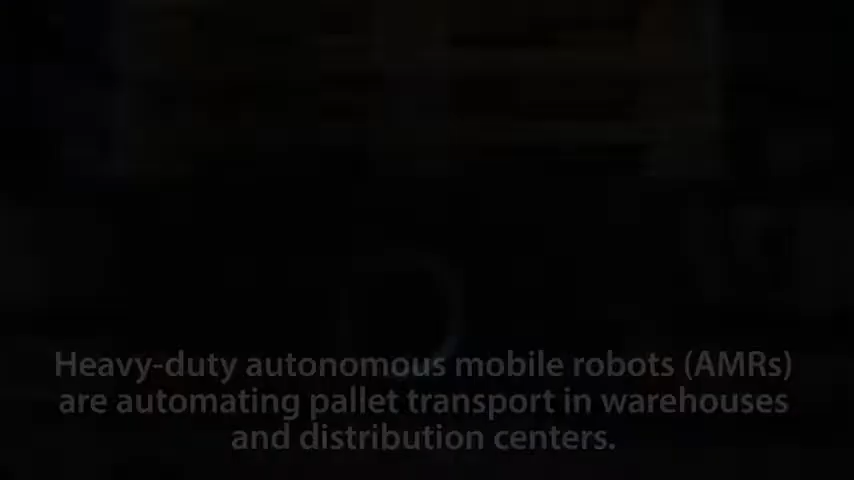 Heavy-duty autonomous mobile robots (AMRs)
are automating pallet transport in warehouses
and distribution centers.